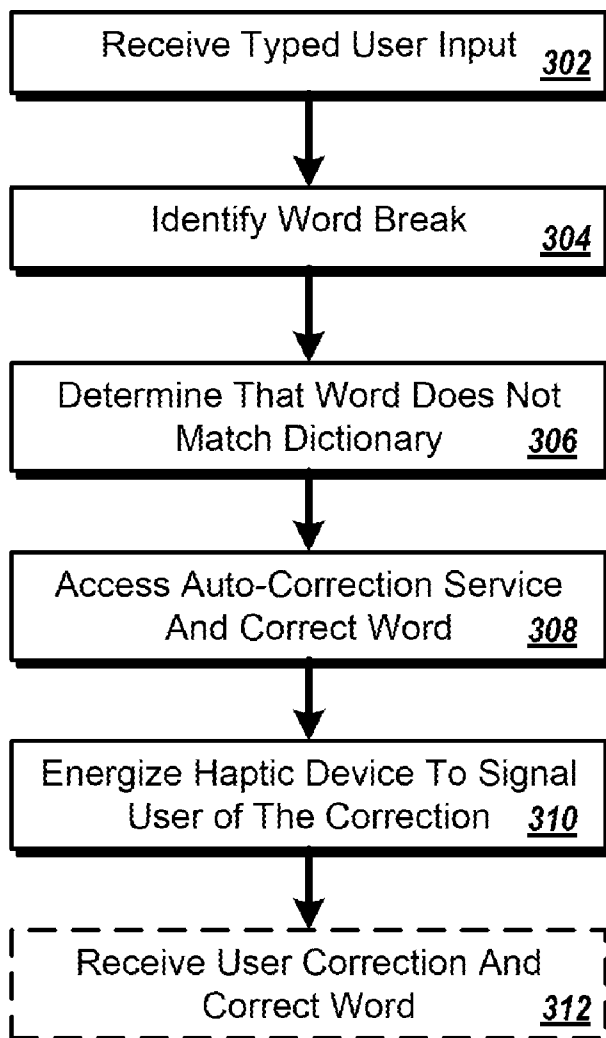 Receive Typed User Input
302
Identify Word Break
304
Determine That Word Does Not
Match Dictionary 306
Access Auto-Correction Service
And Correct Word 308
Energize Haptic Device To Signal
User of The Correction 310
Receive User Correction And
Correct Word 312